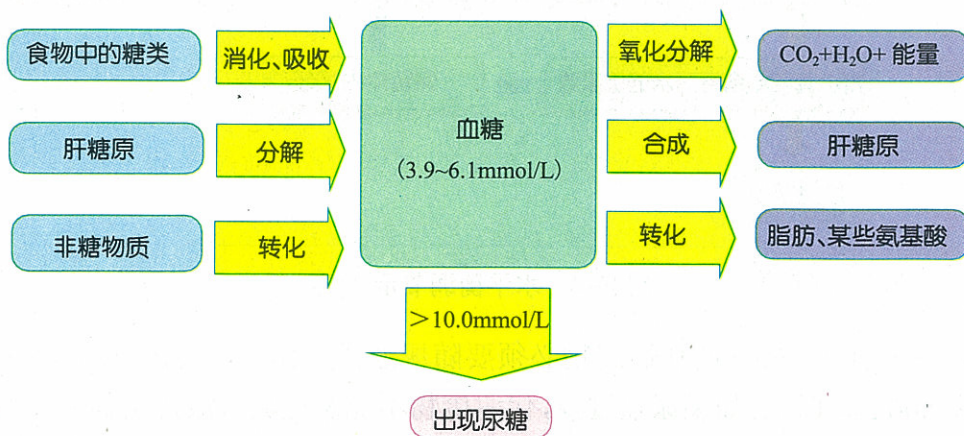 食物中的糖类 消化、吸收 氧化分解 CO₂+H₂O+ 能量
血糖
肝糖原 分解 (3.9~6.1mmol/L) 合成 肝糖原
非糖物质 转化 转化 脂肪、某些氨基酸
＞10.0mmol/L
出现尿糖